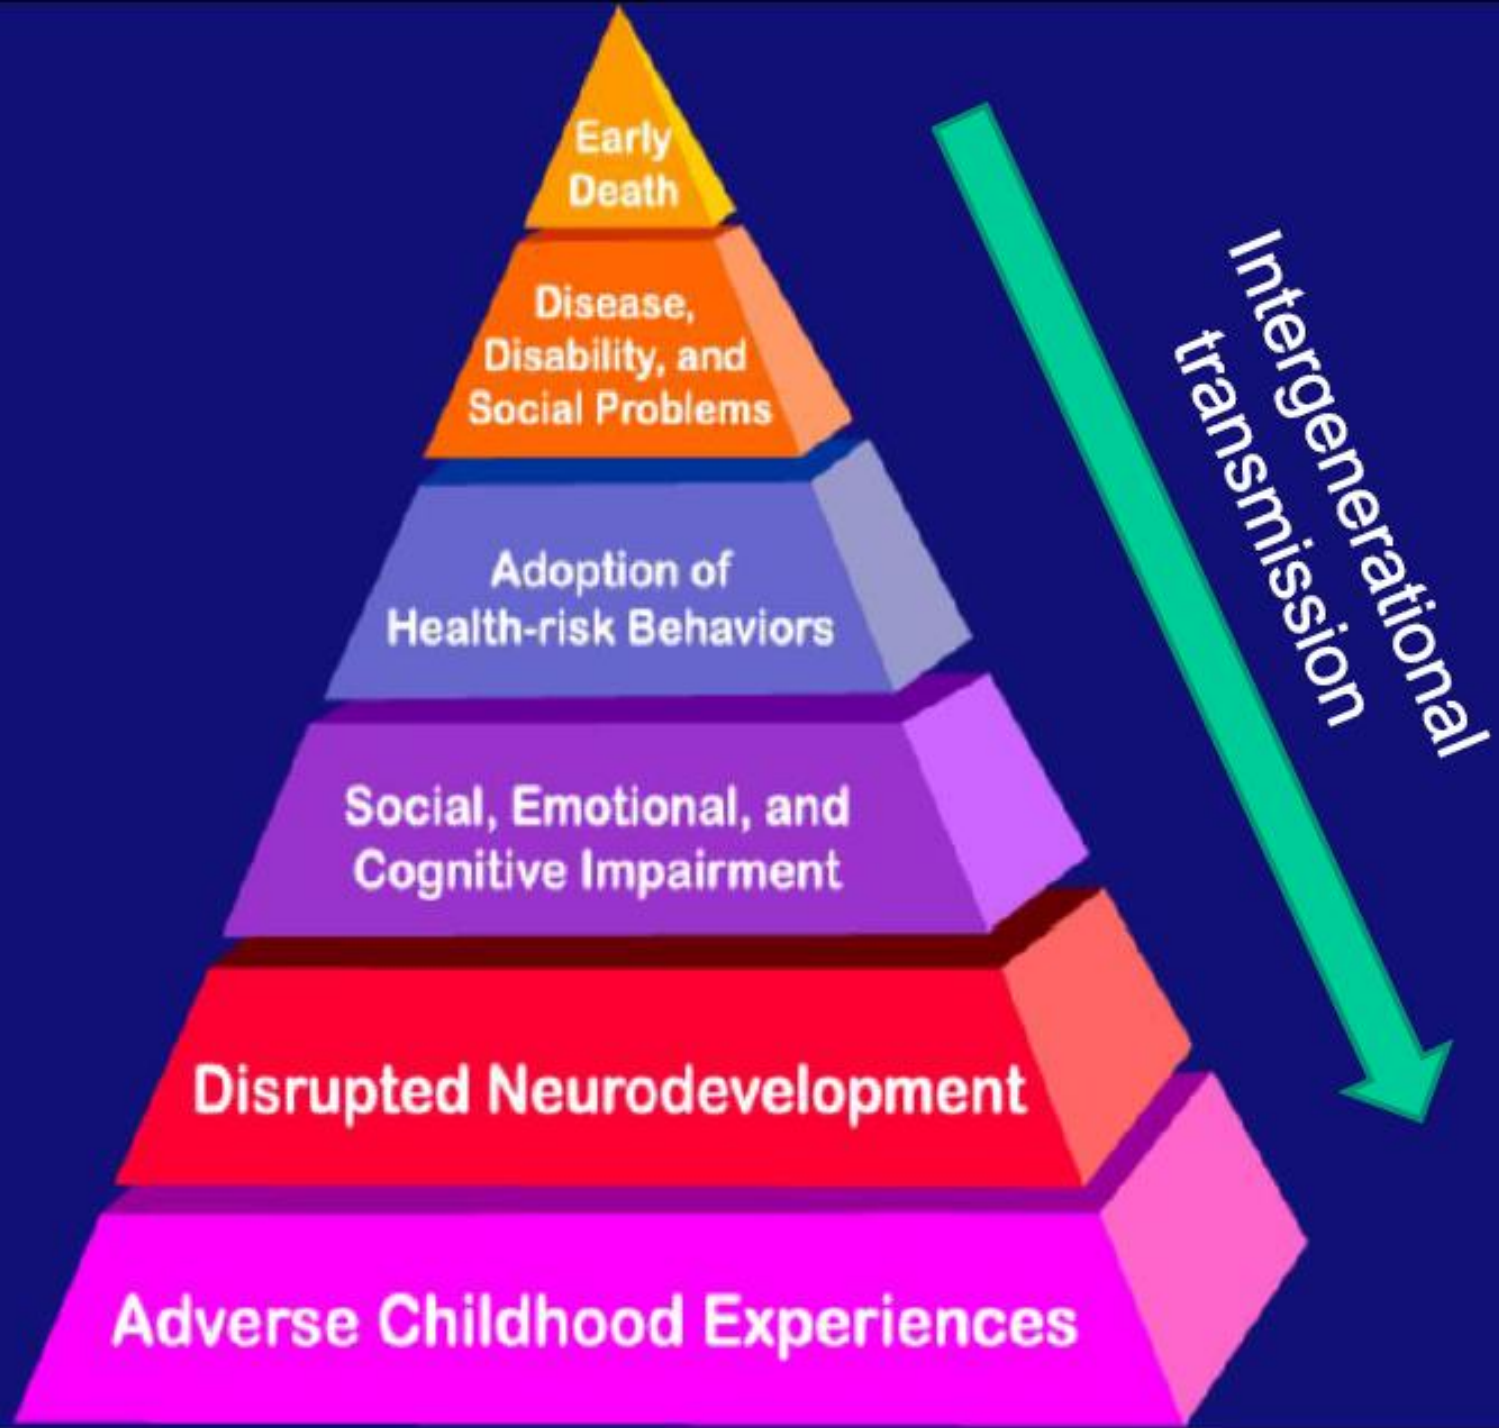 Early
Death
Disease,
Disability, and
Social Problems
Adoption of
Health-risk Behaviors
Social, Emotional, and
Cognitive Impairment
Disrupted Neurodevelopment
Adverse Childhood Experiences
Intergenerational
transmission